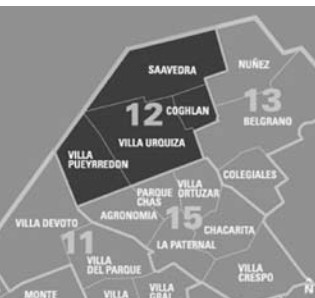 SAAVEDRA
NUÑEZ
12
COGHLAN
13
BELGRANO
VILLA URQUIZA
VILLA
PUEYRREDON
COLEGIALES
PARQUE
CHAS
VILLA
ORTUZAR
VILLA DEVOTO
AGRONOMIA
15
CHACARITA
11
LA PATERNAL
VILLA
DEL PARQUE
VILLA
CRESPO
MONTE
VILLA
VILLA
GRAL